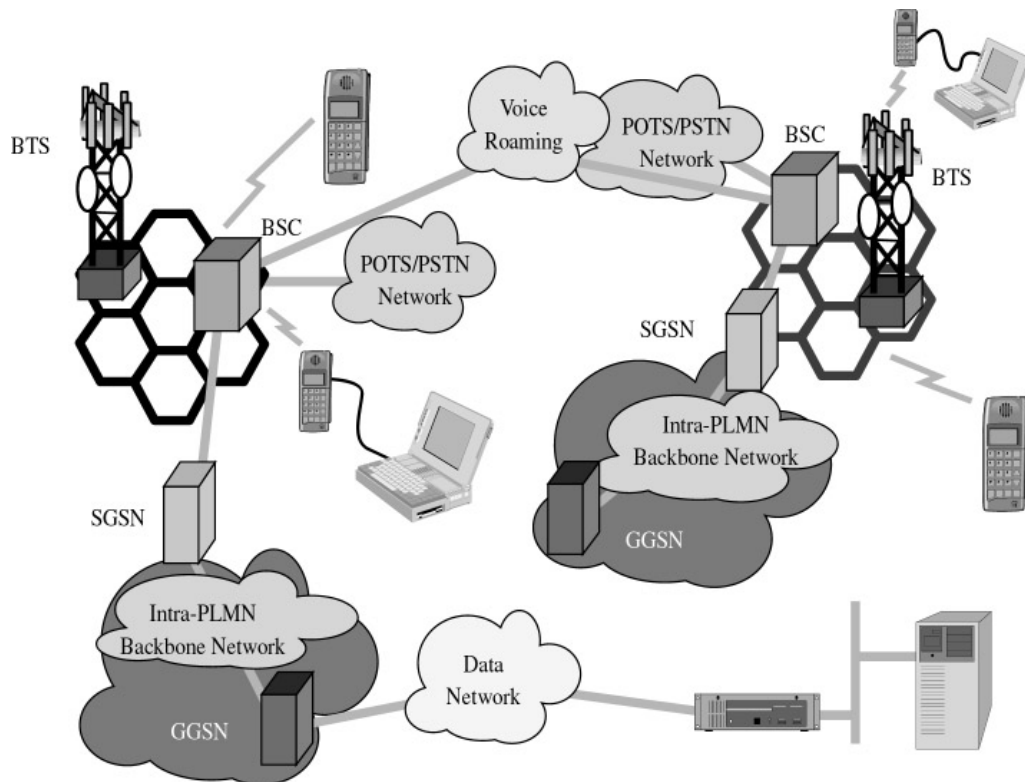 Voice
Roaming
POTS/PSTN
Network
BSC
BTS
BTS
BSC
POTS/PSTN
Network
SGSN
Intra-PLMN
Backbone Network
GGSN
SGSN
Intra-PLMN
Backbone Network
GGSN
Data
Network